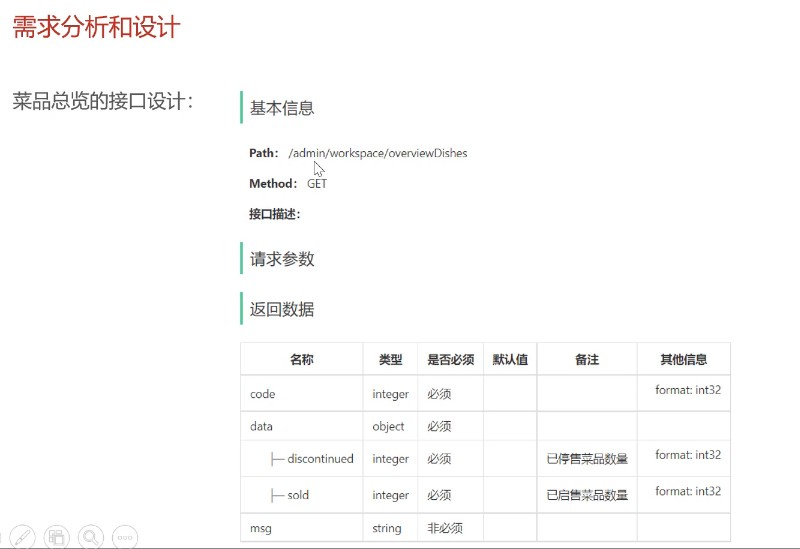 需求分析和设计
菜品总览的接口设计：
基本信息
Path： /admin/workspace/overviewDishes
Method： GET
接口描述：
请求参数
返回数据
名称 类型 是否必须 默认值 备注 其他信息
code integer 必须 format: int32
data object 必须
├─ discontinued integer 必须 已停售菜品数量 format: int32
├─ sold integer 必须 已启售菜品数量 format: int32
msg string 非必须